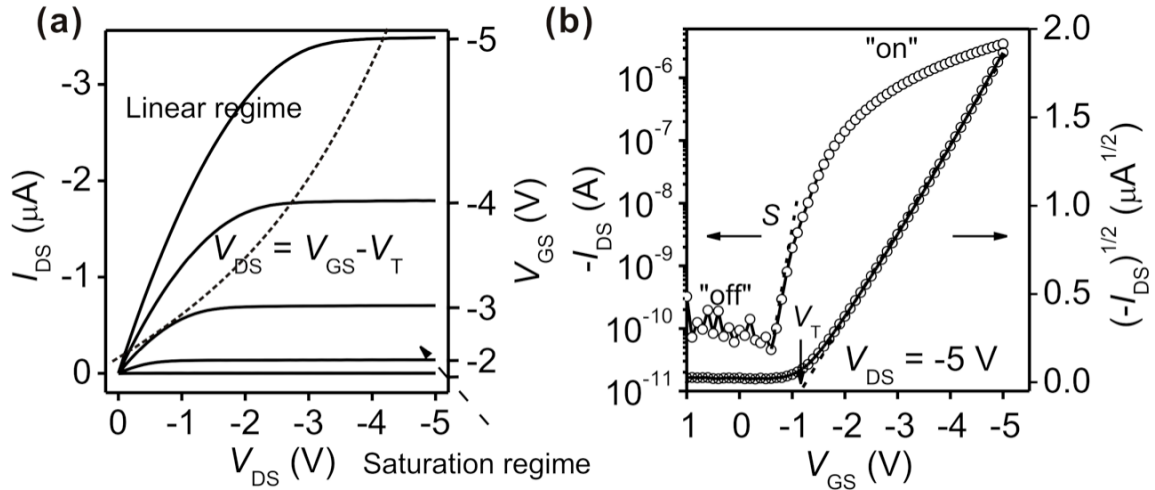 (a)
-3
-2
-1
0
I_DS (μA)
Linear regime
V_DS = V_GS-V_T
-5
-4
-3
-2
V_GS (V)
0 -1 -2 -3 -4 -5
V_DS (V)
Saturation regime
(b)
10^-6
10^-7
10^-8
10^-9
10^-10
10^-11
-I_DS (A)
"on"
S
"off"
V_T
V_DS = -5 V
2.0
1.5
1.0
0.5
0.0
(-I_DS)^1/2 (μA^1/2)
1 0 -1 -2 -3 -4 -5
V_GS (V)